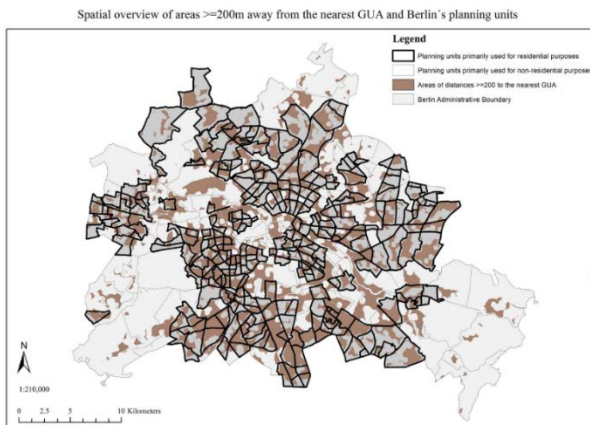 Spatial overview of areas >=200m away from the nearest GUA and Berlin´s planning units
Legend
Planning units primarily used for residential purposes
Planning units primarily used for non-residential purposes
Areas of distances >=200 to the nearest GUA
Berlin Administrative Boundary
N
1:210,000
0 2.5 5 10 Kilometers